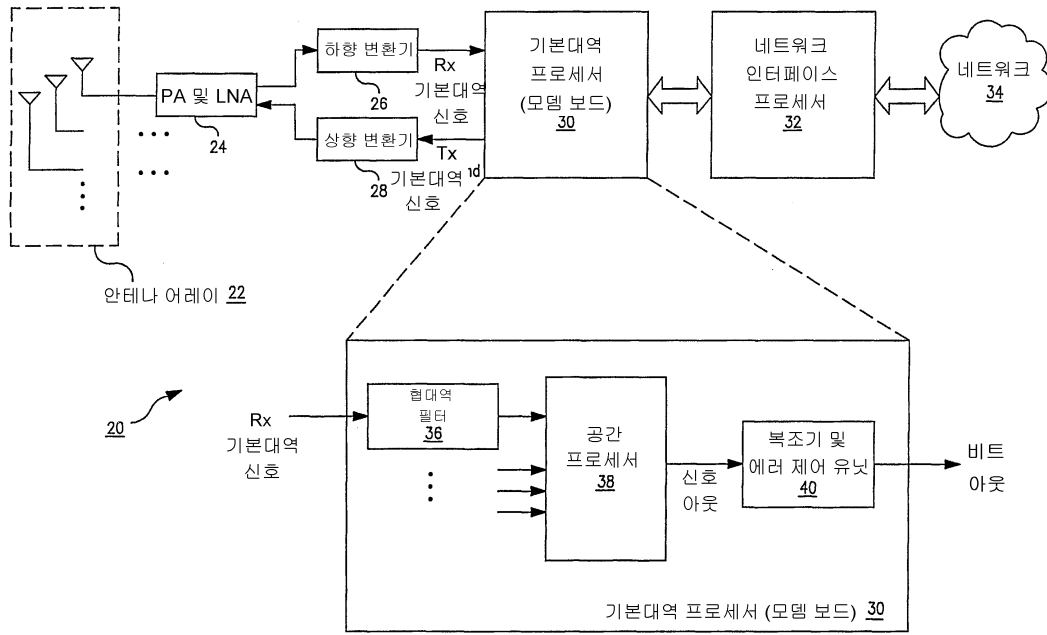 하향 변환기
26
Rx
기본대역
신호
PA 및 LNA
24
상향 변환기
28
Tx
기본대역 nd
신호
기본대역
프로세서
(모뎀 보드)
30
네트워크
인터페이스
프로세서
32
네트워크
34
안테나 어레이 22
20
Rx
기본대역
신호
협대역
필터
36
공간
프로세서
38
신호
아웃
복조기 및
에러 제어 유닛
40
비트
아웃
기본대역 프로세서 (모뎀 보드) 30